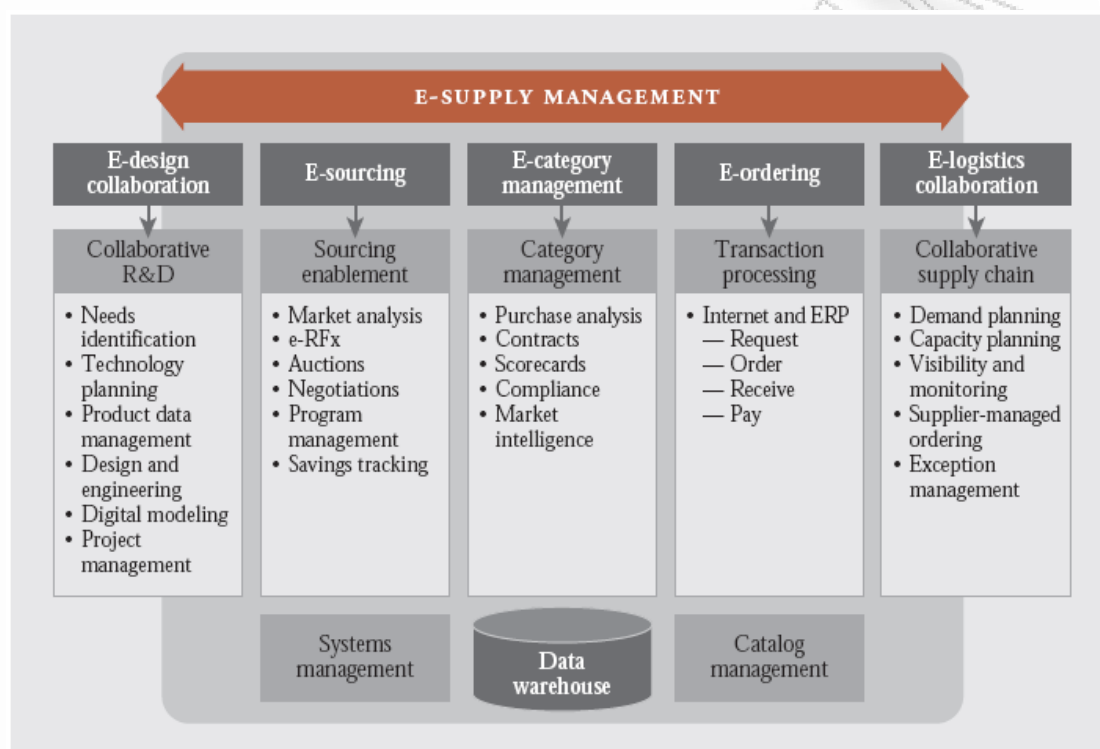 E-SUPPLY MANAGEMENT
E-design
collaboration
E-sourcing
E-category
management
E-ordering
E-logistics
collaboration
Collaborative
R&D
• Needs
identification
• Technology
planning
• Product data
management
• Design and
engineering
• Digital modeling
• Project
management
Sourcing
enablement
• Market analysis
• e-RFx
• Auctions
• Negotiations
• Program
management
• Savings tracking
Category
management
• Purchase analysis
• Contracts
• Scorecards
• Compliance
• Market
intelligence
Transaction
processing
• Internet and ERP
— Request
— Order
— Receive
— Pay
Collaborative
supply chain
• Demand planning
• Capacity planning
• Visibility and
monitoring
• Supplier-managed
ordering
• Exception
management
Systems
management
Data
warehouse
Catalog
management